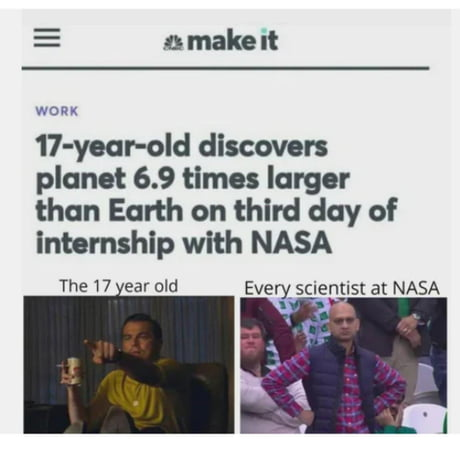 make it
WORK
17-year-old discovers
planet 6.9 times larger
than Earth on third day of
internship with NASA
The 17 year old
Every scientist at NASA